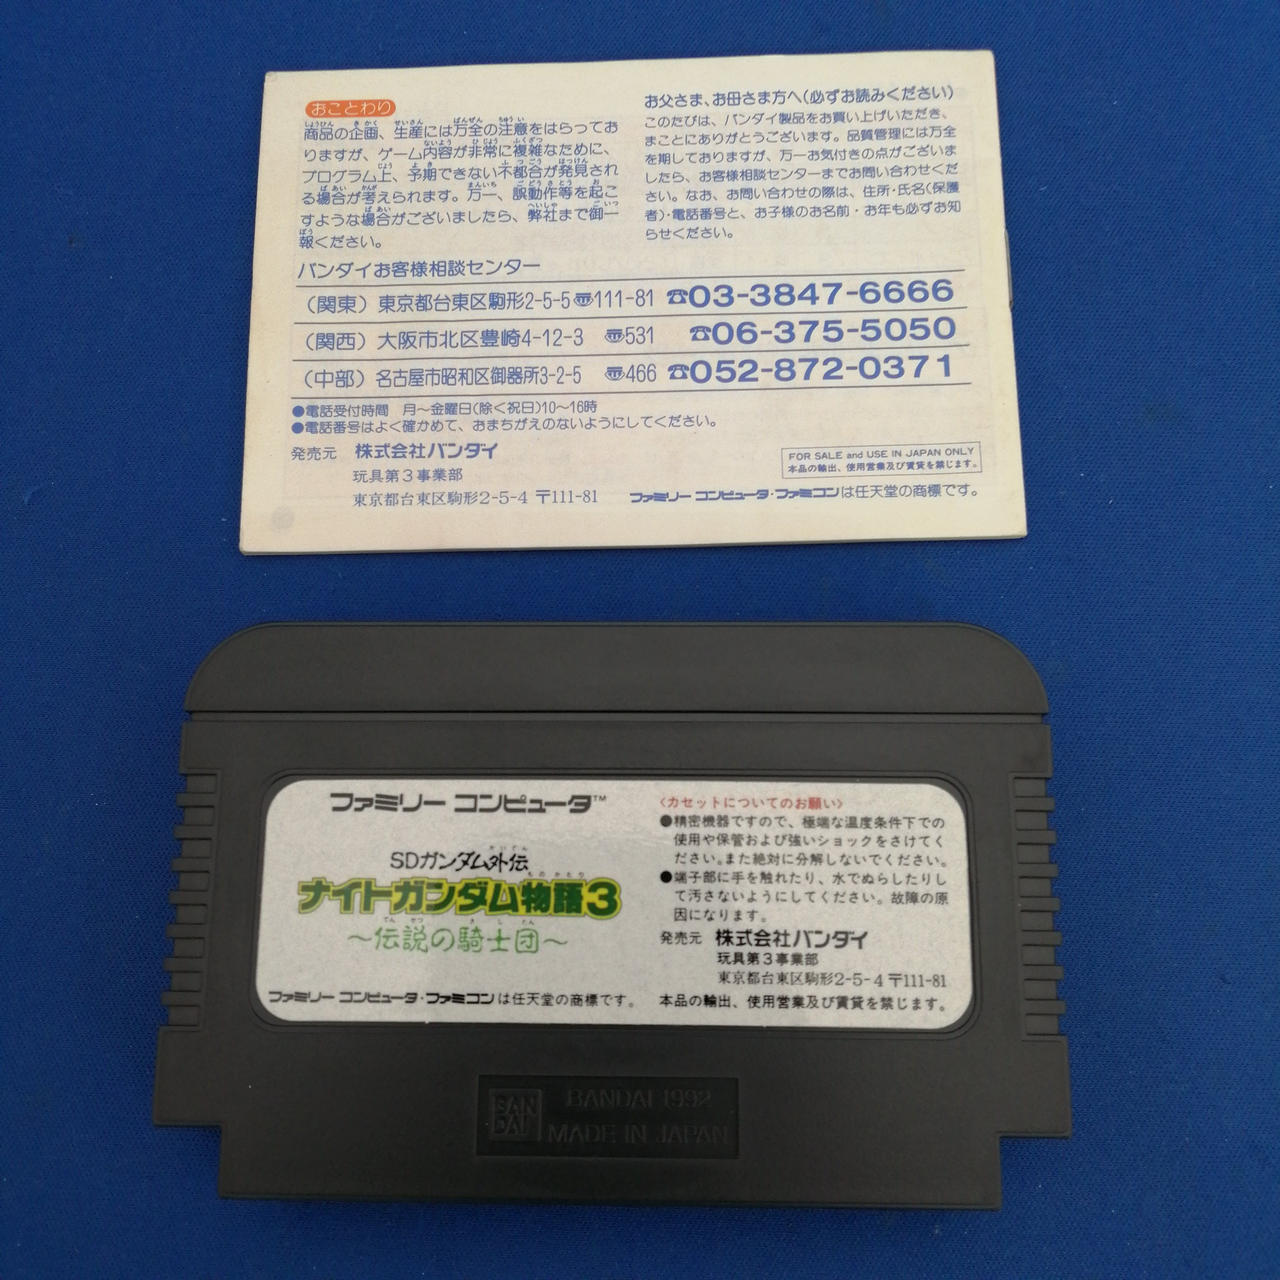 おことわり
商品の企画、生産には万全の注意をはらってお
りますが、ゲーム内容が非常に複雑なために、
プログラム上、予期できない不都合が発見され
る場合が考えられます。万一、誤動作等を起こ
すような場合がございましたら、弊社まで御一
報ください。
お父さま、お母さま方へ(必ずお読みください)
このたびは、バンダイ製品をお買い上げいただき、
まことにありがとうございます。品質管理には万全
を期しておりますが、万一お気付きの点がございま
したら、お客様相談センターまでお問い合わせくだ
さい。なお、お問い合わせの際は、住所・氏名(保護
者)・電話番号と、お子様のお名前・お年も必ずお知
らせください。
バンダイお客様相談センター
(関東) 東京都台東区駒形2-5-5〠111-81 ☎03-3847-6666
(関西) 大阪市北区豊崎4-12-3 〠531 ☎06-375-5050
(中部) 名古屋市昭和区御器所3-2-5 〠466 ☎052-872-0371
●電話受付時間 月〜金曜日(除く祝日)10〜16時
●電話番号はよく確かめて、おまちがえのないようにしてください。
発売元 株式会社バンダイ
玩具第3事業部
東京都台東区駒形2-5-4 〒111-81
FOR SALE and USE IN JAPAN ONLY
本品の輸出、使用営業及び賃貸を禁じます。
ファミリーコンピュータ・ファミコンは任天堂の商標です。
ファミリーコンピュータ™
SDガンダム外伝
ナイトガンダム物語3
〜伝説の騎士団〜
ファミリーコンピュータ・ファミコンは任天堂の商標です。
〈カセットについてのお願い〉
●精密機器ですので、極端な温度条件下での
使用や保管および強いショックをさけてく
ださい。また絶対に分解しないでください。
●端子部に手を触れたり、水でぬらしたりし
て汚さないようにしてください。故障の原
因になります。
発売元 株式会社バンダイ
玩具第3事業部
東京都台東区駒形2-5-4 〒111-81
本品の輸出、使用営業及び賃貸を禁じます。
BAN
DAI
BANDAI 1992
MADE IN JAPAN